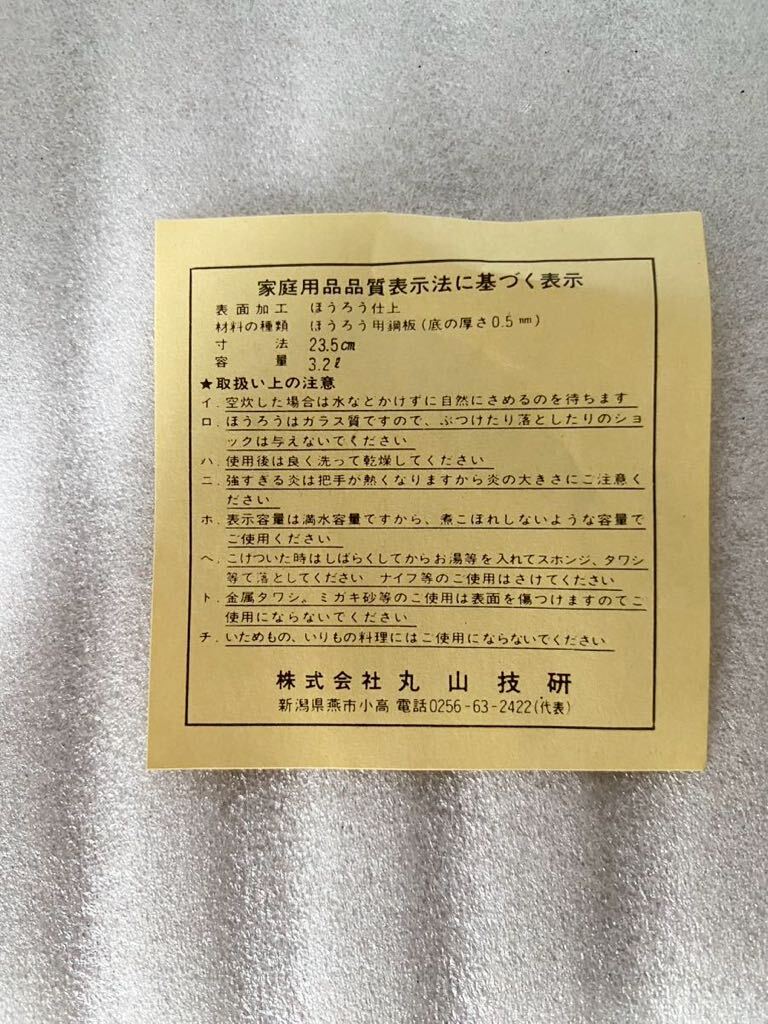 家庭用品品質表示法に基づく表示
表面加工 ほうろう仕上
材料の種類 ほうろう用鋼板(底の厚さ0.5㎜)
寸法 23.5cm
容量 3.2ℓ
★取扱い上の注意
イ. 空炊した場合は水などかけずに自然にさめるのを待ちます
ロ. ほうろうはガラス質ですので、ぶつけたり落としたりのショ
ックは与えないでください
ハ. 使用後は良く洗って乾燥してください
ニ. 強すぎる炎は把手が熱くなりますから炎の大きさにご注意く
ださい
ホ. 表示容量は満水容量ですから、煮こぼれしないような容量で
ご使用ください
ヘ. こげついた時はしばらくしてからお湯等を入れてスポンジ、タワシ
等で落としてください ナイフ等のご使用はさけてください
ト. 金属タワシ。ミガキ砂等のご使用は表面を傷つけますのでご
使用にならないでください
チ. いためもの、いりもの料理にはご使用にならないでください
株式会社 丸山技研
新潟県燕市小高 電話0256-63-2422(代表)